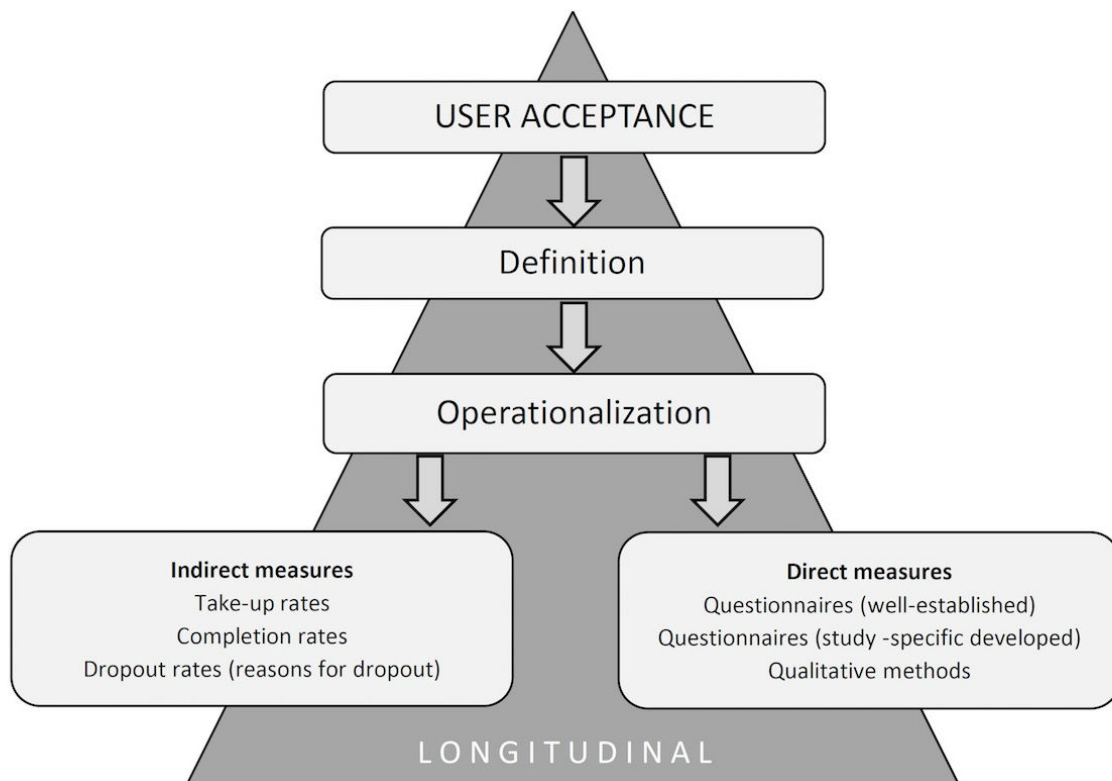 USER ACCEPTANCE
Definition
Operationalization
Indirect measures
Take-up rates
Completion rates
Dropout rates (reasons for dropout)
Direct measures
Questionnaires (well-established)
Questionnaires (study -specific developed)
Qualitative methods
LONGITUDINAL